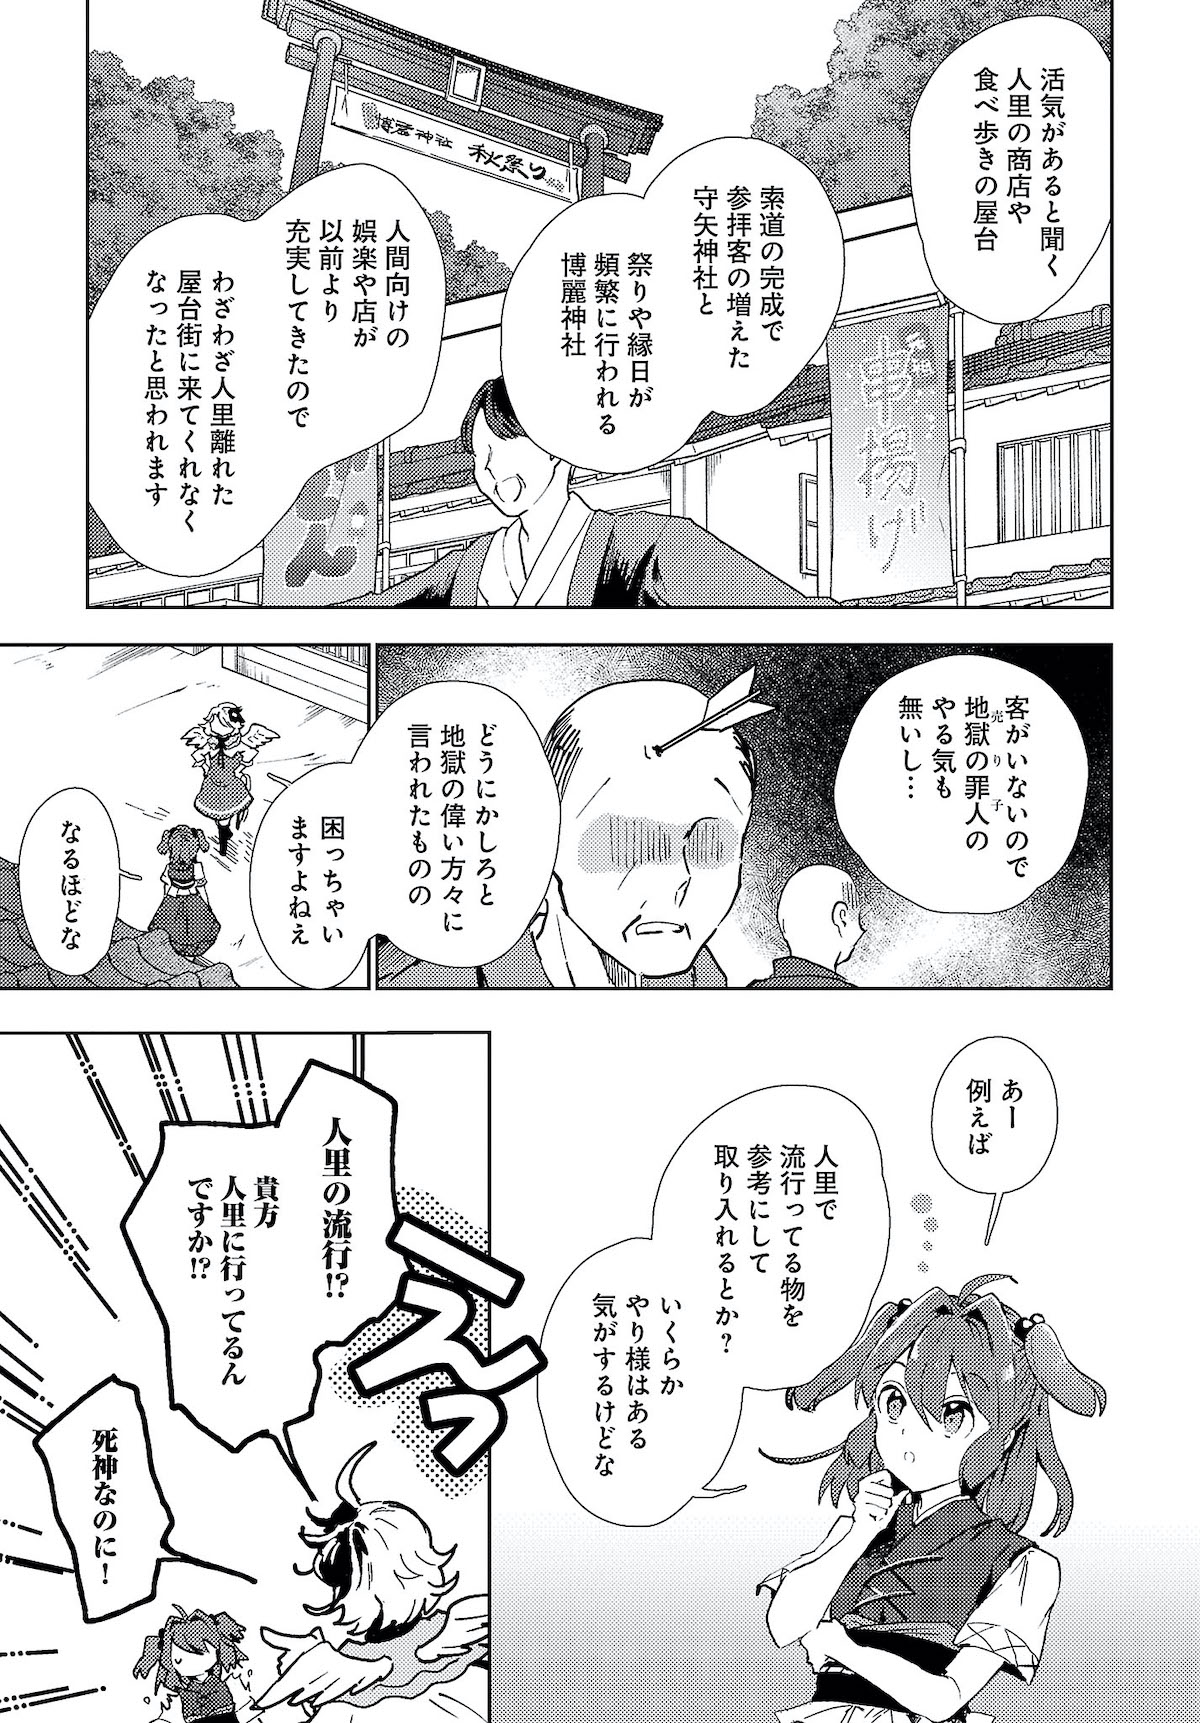 活気があると聞く
人里の商店や
食べ歩きの屋台
索道の完成で
参拝客の増えた
守矢神社と
祭りや縁日が
頻繁に行われる
博麗神社
人間向けの
娯楽や店が
以前より
充実してきたので
わざわざ人里離れた
屋台街に来てくれなく
なったと思われます
博麗神社 秋祭り
串揚げ
客がいないので
地獄の罪人の
売り子
やる気も
無いし…
どうにかしろと
地獄の偉い方々に
言われたものの
困っちゃい
ますよねえ
なるほどな
あー
例えば
人里で
流行ってる物を
参考にして
取り入れるとか?
いくらか
やり様はある
気がするけどな
えっ
人里の流行!?
貴方
人里に行ってるん
ですか!?
死神なのに!